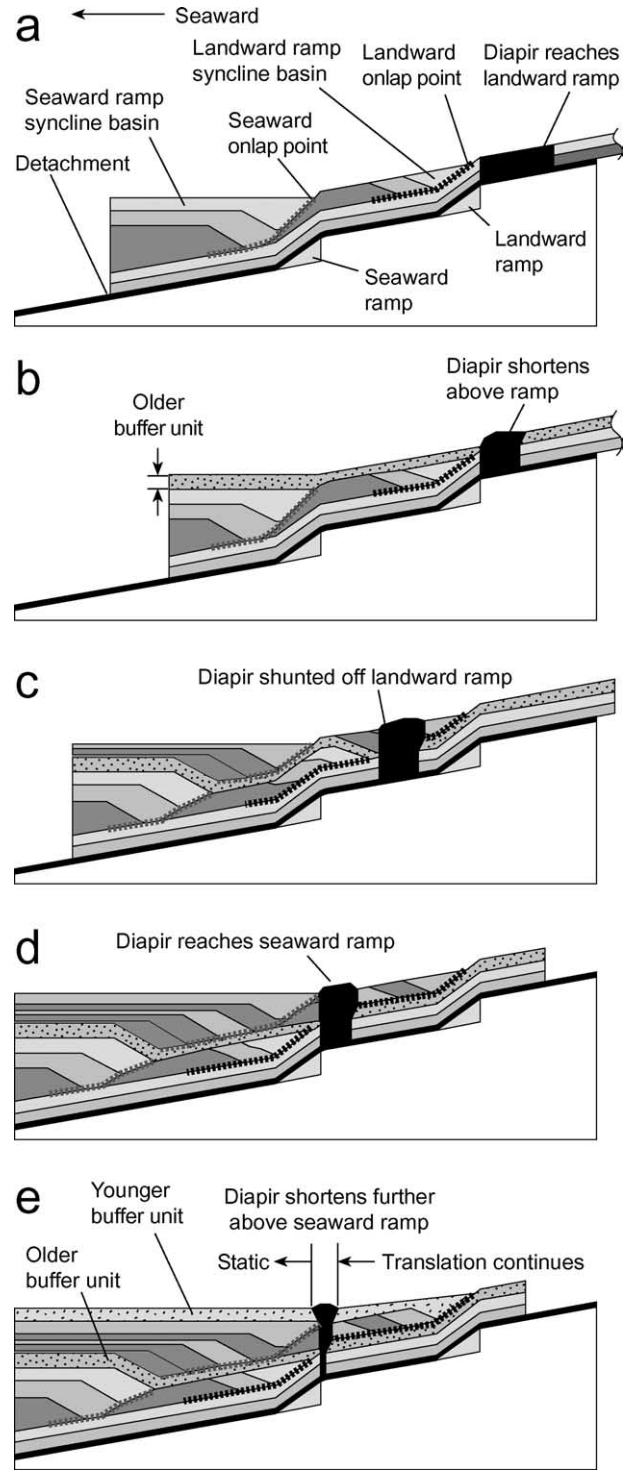 a
Seaward
Landward ramp
syncline basin
Landward
onlap point
Diapir reaches
landward ramp
Seaward ramp
syncline basin
Seaward
onlap point
Detachment
Landward
ramp
Seaward
ramp
b
Diapir shortens
above ramp
Older
buffer unit
c
Diapir shunted off landward ramp
d
Diapir reaches seaward ramp
e
Younger
buffer unit
Diapir shortens further
above seaward ramp
Older
buffer unit
Static
Translation continues